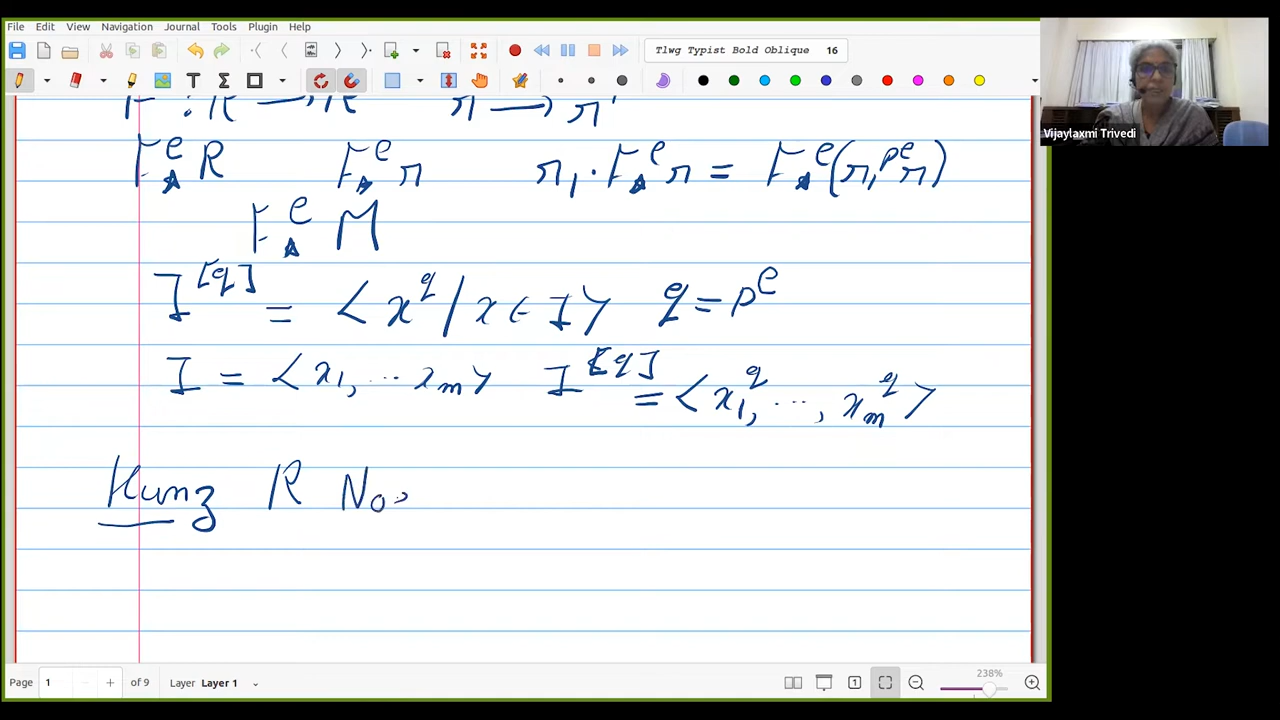 File Edit View Navigation Journal Tools Plugin Help
Tlwg Typist Bold Oblique 16
Vijaylaxmi Trivedi
F : R → R r → r^p
F^e_* R F^e_* r r_1 · F^e_* r = F^e_*(r_1^{p^e} r)
F^e_* M
I^{[q]} = < x^q / x ∈ I > q = p^e
I = < x_1, ... x_m > I^{[q]} = < x_1^q, ..., x_m^q >
Kunz R No
Page 1 of 9 Layer Layer 1 238%